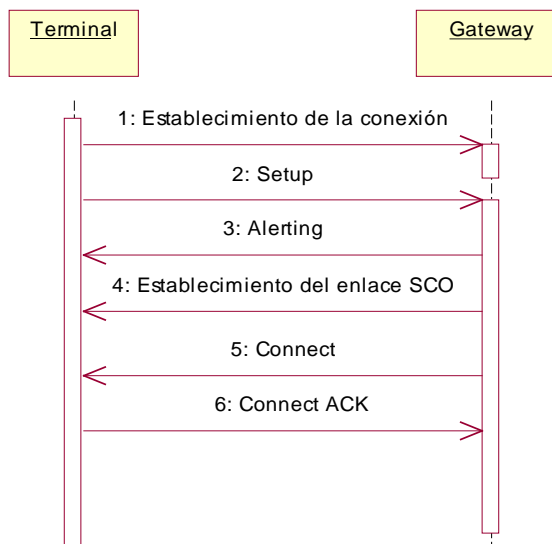 Terminal
Gateway
1: Establecimiento de la conexión
2: Setup
3: Alerting
4: Establecimiento del enlace SCO
5: Connect
6: Connect ACK